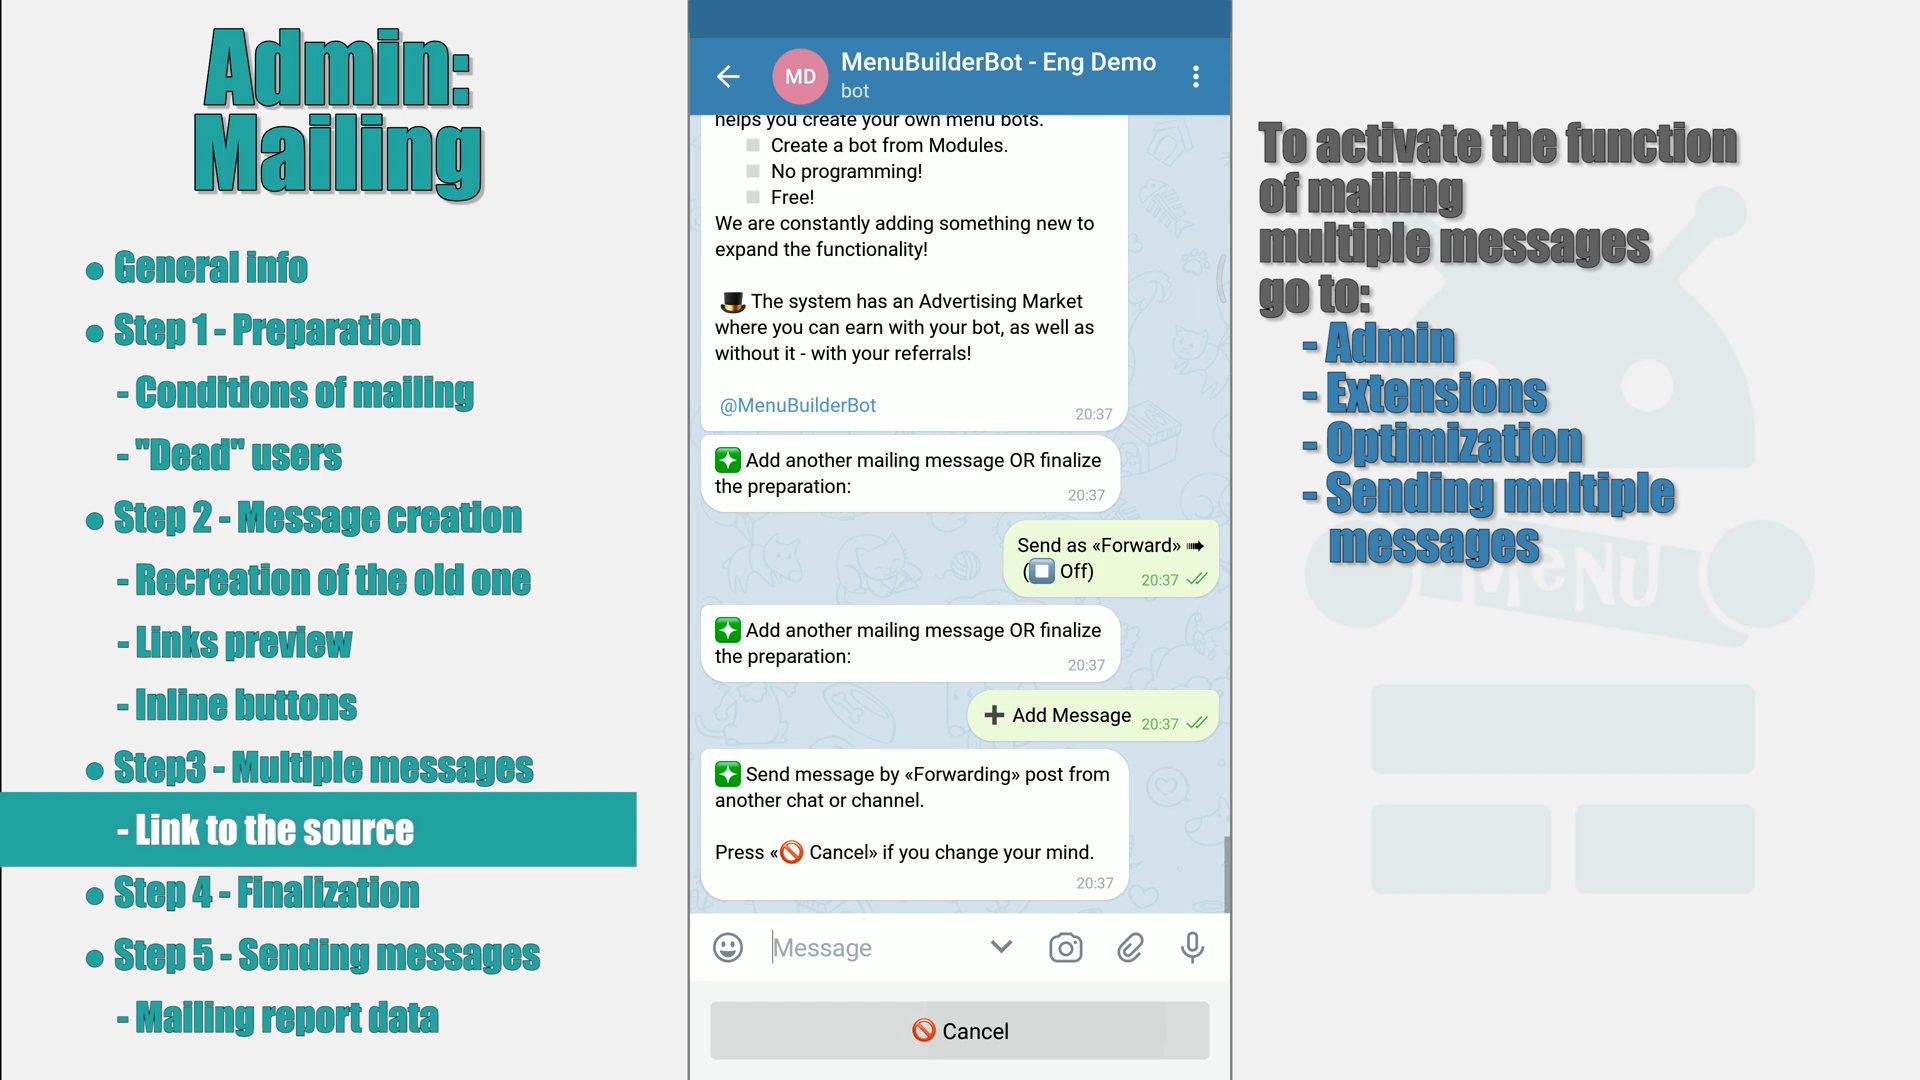 Admin:
Mailing
● General info
● Step 1 - Preparation
- Conditions of mailing
- "Dead" users
● Step 2 - Message creation
- Recreation of the old one
- Links preview
- Inline buttons
● Step3 - Multiple messages
- Link to the source
● Step 4 - Finalization
● Step 5 - Sending messages
- Mailing report data
MD
MenuBuilderBot - Eng Demo
bot
helps you create your own menu bots.
Create a bot from Modules.
No programming!
Free!
We are constantly adding something new to
expand the functionality!
🎩 The system has an Advertising Market
where you can earn with your bot, as well as
without it - with your referrals!
@MenuBuilderBot
20:37
Add another mailing message OR finalize
the preparation:
20:37
Send as «Forward» ➠
(⏹ Off)
20:37
Add another mailing message OR finalize
the preparation:
20:37
➕ Add Message
20:37
Send message by «Forwarding» post from
another chat or channel.
Press «🚫 Cancel» if you change your mind.
20:37
Message
🚫 Cancel
To activate the function
of mailing
multiple messages
go to:
- Admin
- Extensions
- Optimization
- Sending multiple
messages
MeNU